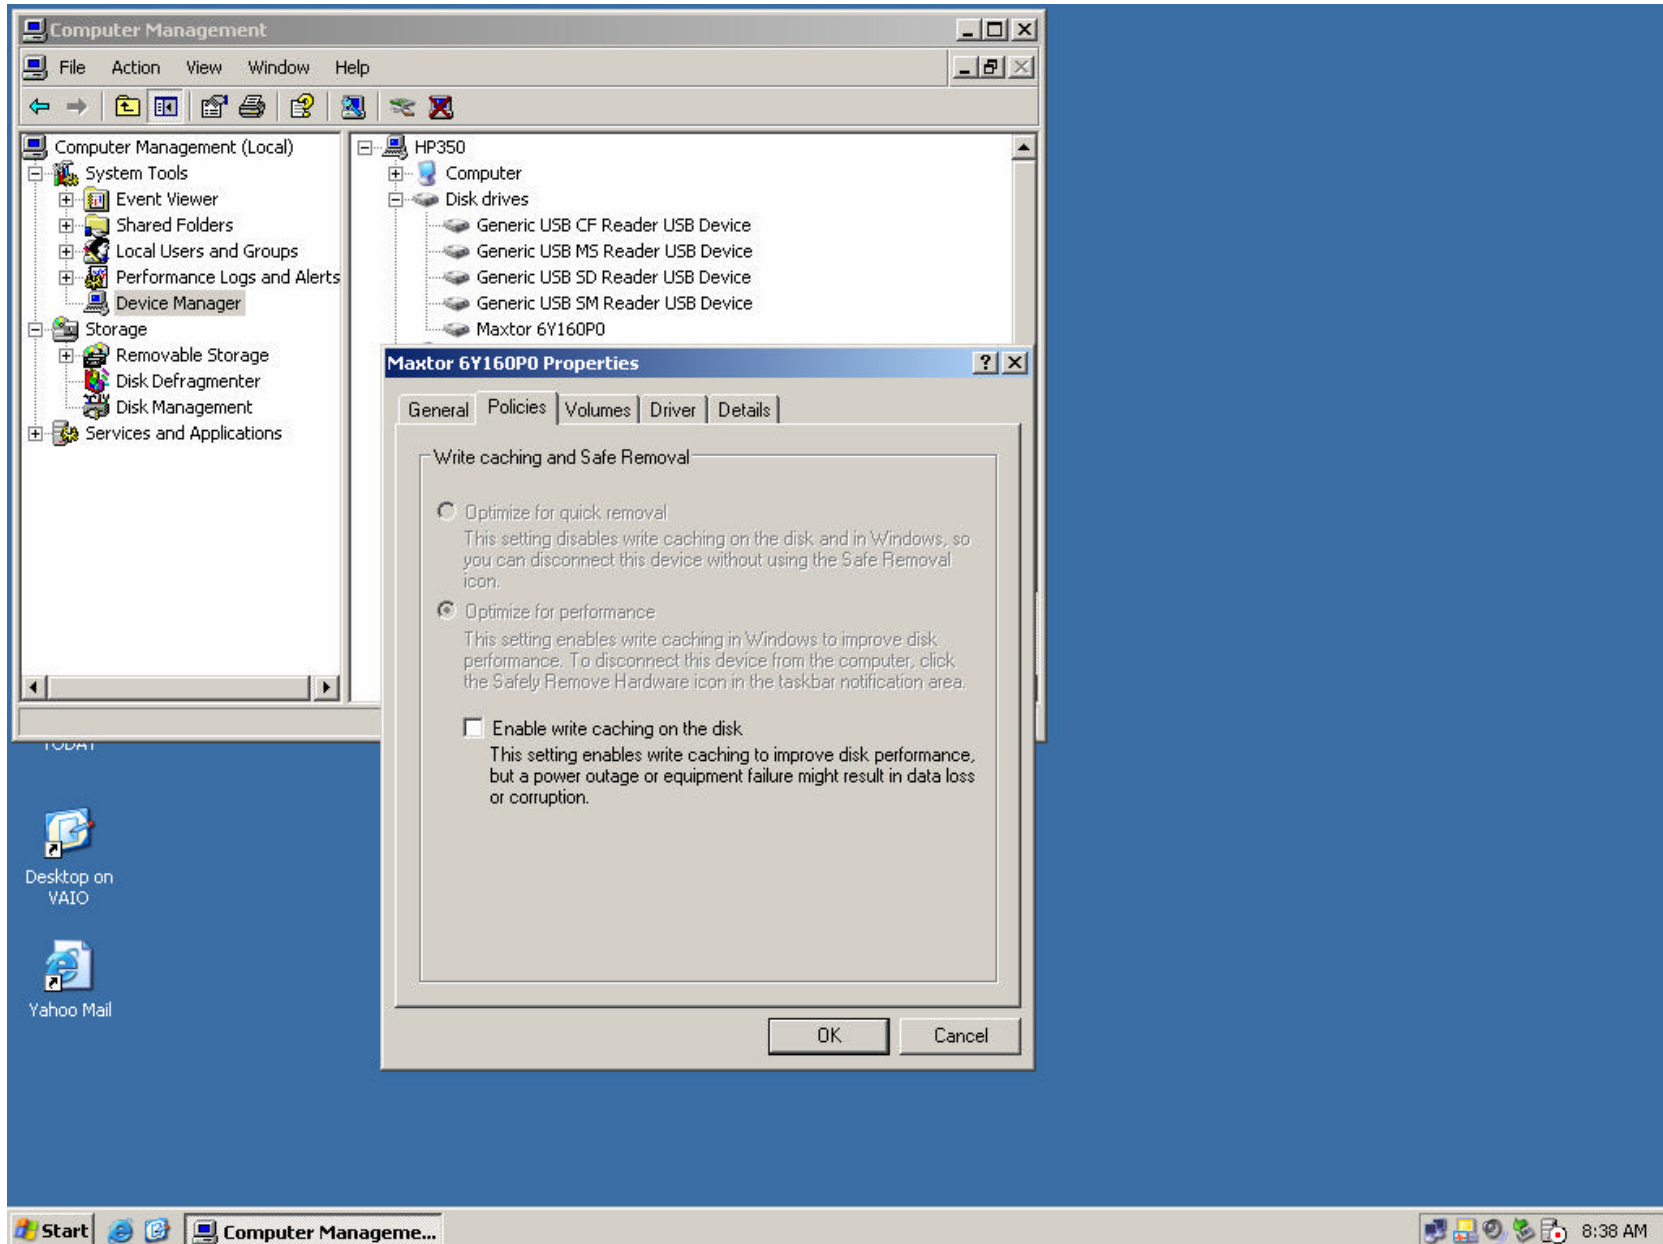 Computer Management
File Action View Window Help
Computer Management (Local)
System Tools
Event Viewer
Shared Folders
Local Users and Groups
Performance Logs and Alerts
Device Manager
Storage
Removable Storage
Disk Defragmenter
Disk Management
Services and Applications
HP350
Computer
Disk drives
Generic USB CF Reader USB Device
Generic USB MS Reader USB Device
Generic USB SD Reader USB Device
Generic USB SM Reader USB Device
Maxtor 6Y160P0
Maxtor 6Y160P0 Properties
General Policies Volumes Driver Details
Write caching and Safe Removal
Optimize for quick removal
This setting disables write caching on the disk and in Windows, so
you can disconnect this device without using the Safe Removal
icon.
Optimize for performance
This setting enables write caching in Windows to improve disk
performance. To disconnect this device from the computer, click
the Safely Remove Hardware icon in the taskbar notification area.
Enable write caching on the disk
This setting enables write caching to improve disk performance,
but a power outage or equipment failure might result in data loss
or corruption.
OK Cancel
TODAY
Desktop on
VAIO
Yahoo Mail
Start
Computer Manageme...
8:38 AM